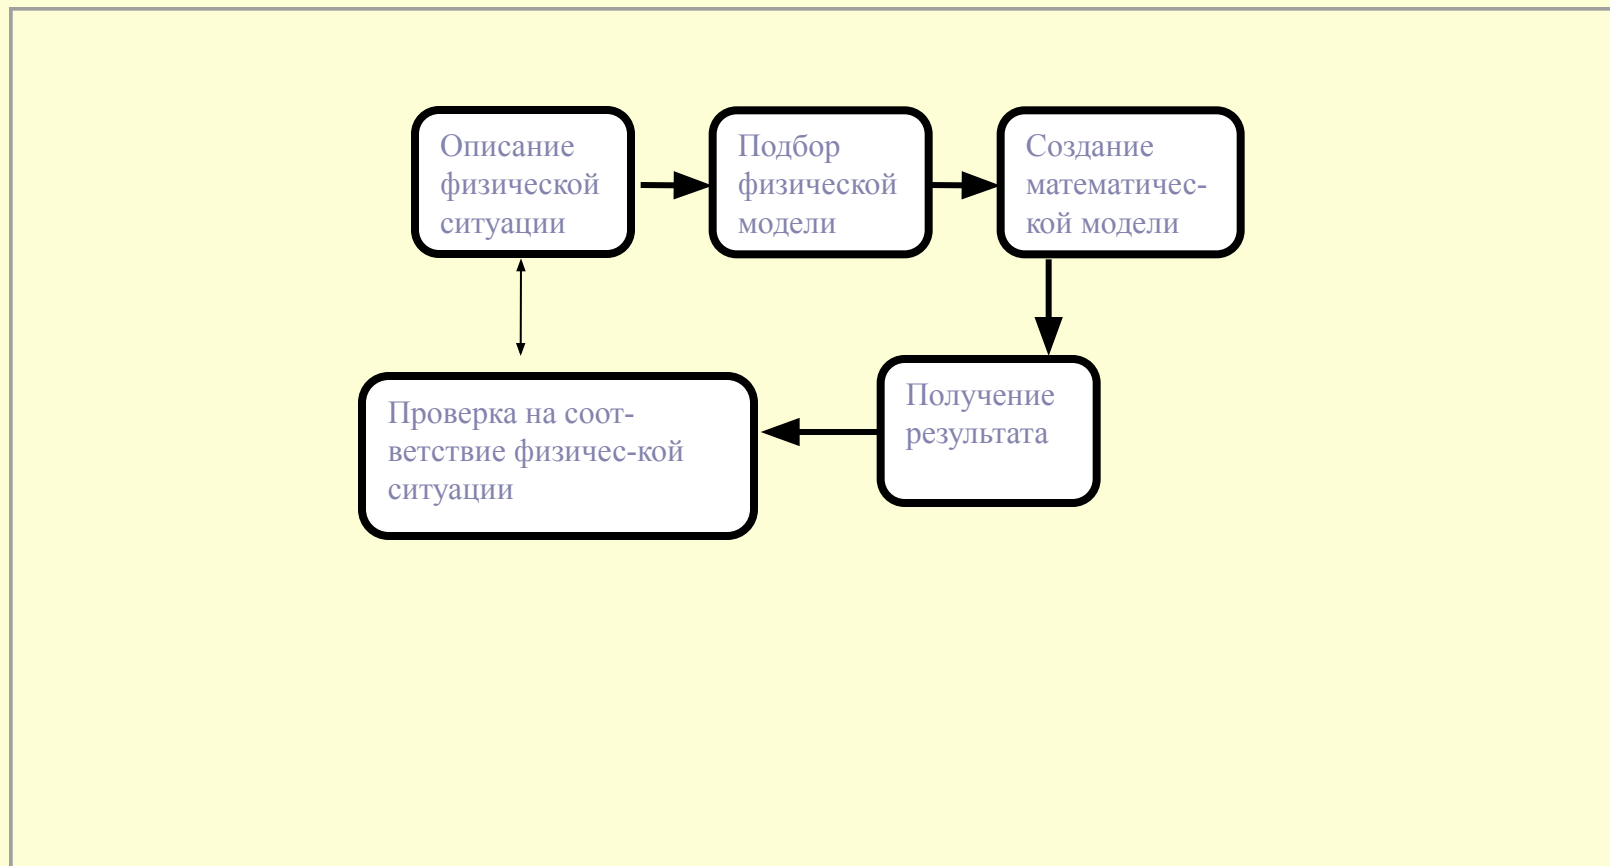 Описание
физической
ситуации
Подбор
физической
модели
Создание
математичес-
кой модели
Получение
результата
Проверка на соот-
ветствие физичес-кой
ситуации